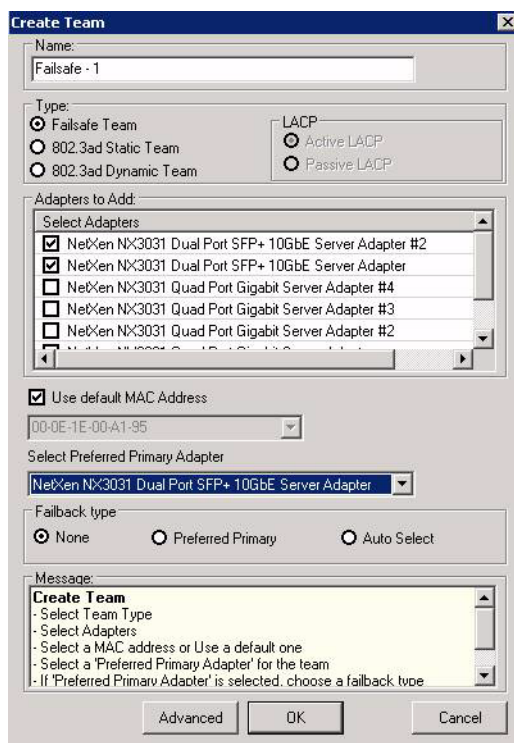 Create Team
Name:
Failsafe - 1
Type:
Failsafe Team
802.3ad Static Team
802.3ad Dynamic Team
LACP
Active LACP
Passive LACP
Adapters to Add:
Select Adapters
NetXen NX3031 Dual Port SFP+ 10GbE Server Adapter #2
NetXen NX3031 Dual Port SFP+ 10GbE Server Adapter
NetXen NX3031 Quad Port Gigabit Server Adapter #4
NetXen NX3031 Quad Port Gigabit Server Adapter #3
NetXen NX3031 Quad Port Gigabit Server Adapter #2
Use default MAC Address
00-0E-1E-00-A1-95
Select Preferred Primary Adapter
NetXen NX3031 Dual Port SFP+ 10GbE Server Adapter
Failback type
None
Preferred Primary
Auto Select
Message:
Create Team
- Select Team Type
- Select Adapters
- Select a MAC address or Use a default one
- Select a 'Preferred Primary Adapter' for the team
- If 'Preferred Primary Adapter' is selected, choose a failback type
Advanced
OK
Cancel